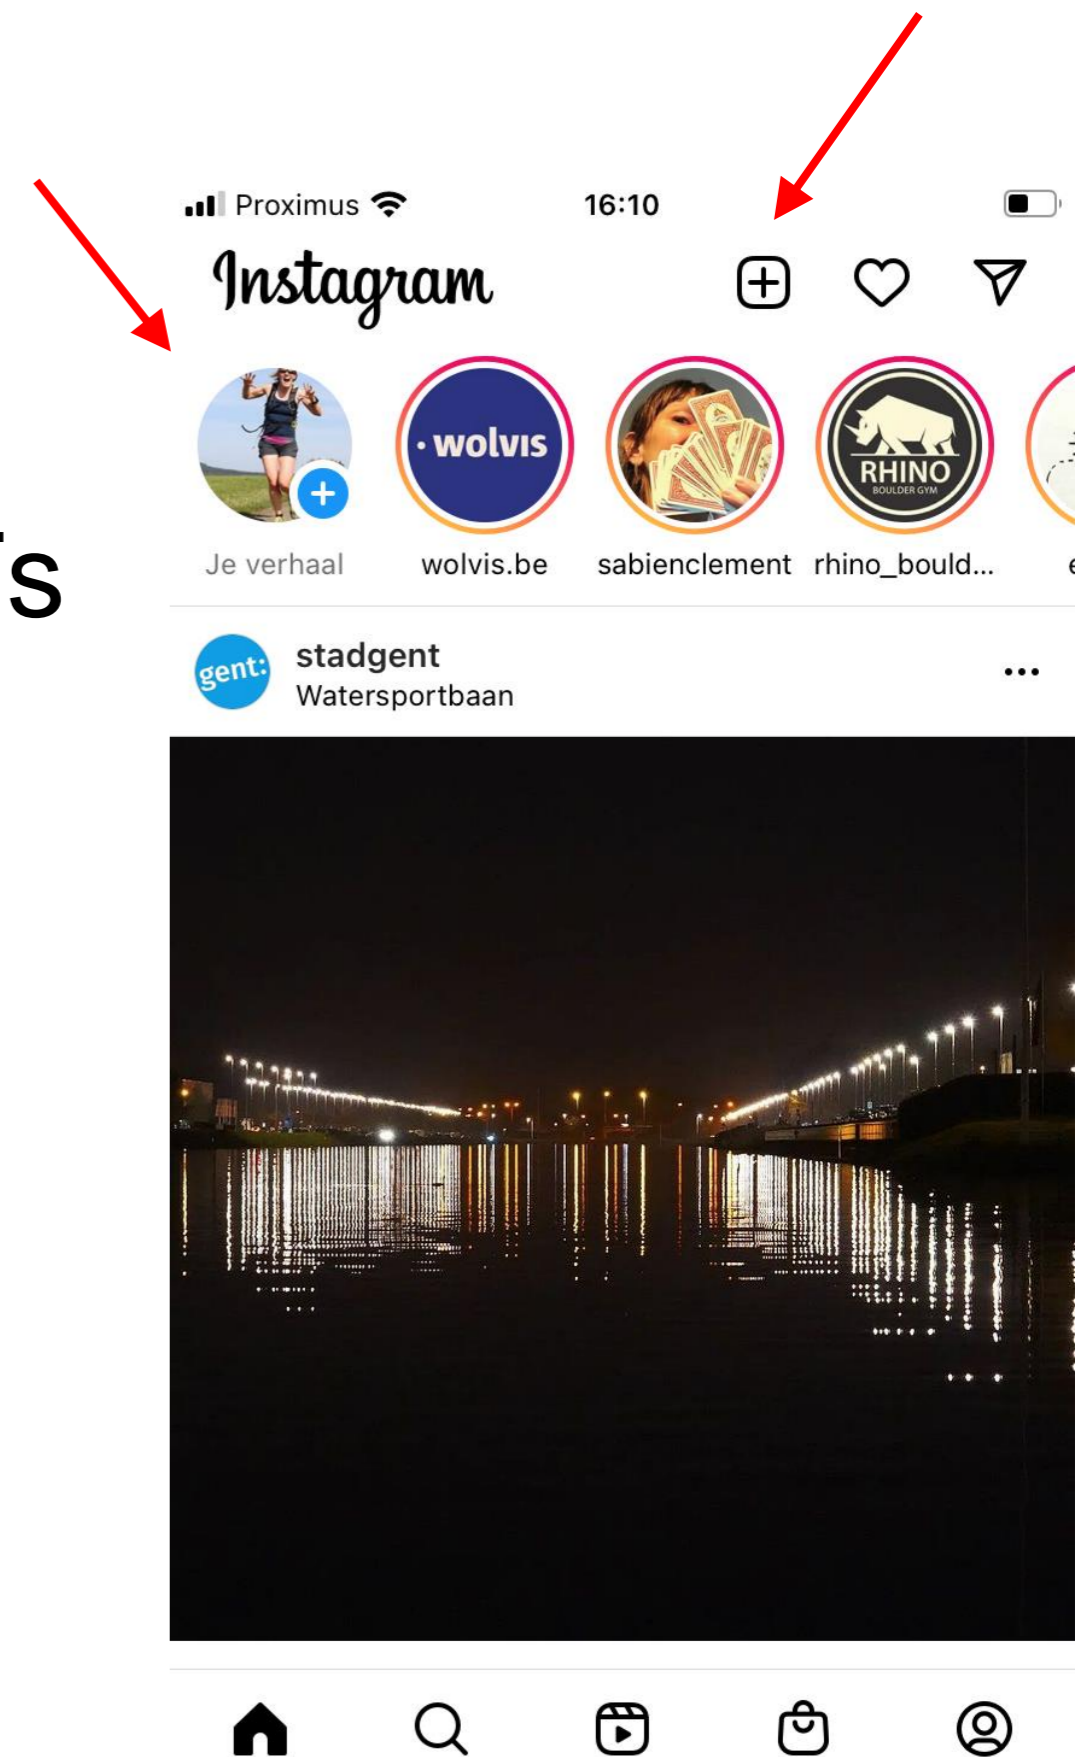 Proximus 16:10
Instagram
wolvis
RHINO
BOULDER GYM
Je verhaal wolvis.be sabienclement rhino_bould...
gent: stadgent
Watersportbaan